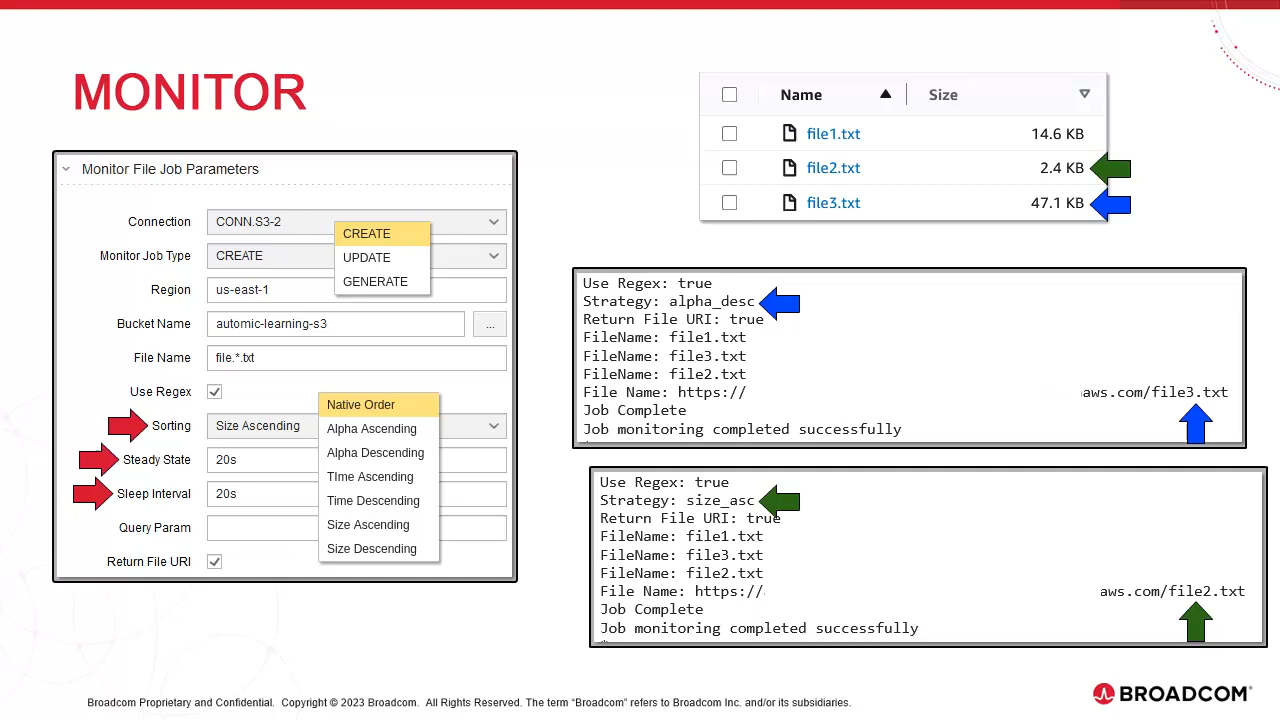 MONITOR
Monitor File Job Parameters
Connection CONN.S3-2
CREATE
UPDATE
GENERATE
Monitor Job Type CREATE
Region us-east-1
Bucket Name automic-learning-s3 ...
File Name file.*.txt
Use Regex
Sorting Size Ascending
Native Order
Alpha Ascending
Alpha Descending
TIme Ascending
Time Descending
Size Ascending
Size Descending
Steady State 20s
Sleep Interval 20s
Query Param
Return File URI
Name Size
file1.txt 14.6 KB
file2.txt 2.4 KB
file3.txt 47.1 KB
Use Regex: true
Strategy: alpha_desc
Return File URI: true
FileName: file1.txt
FileName: file3.txt
FileName: file2.txt
File Name: https:// aws.com/file3.txt
Job Complete
Job monitoring completed successfully
Use Regex: true
Strategy: size_asc
Return File URI: true
FileName: file1.txt
FileName: file3.txt
FileName: file2.txt
File Name: https:// aws.com/file2.txt
Job Complete
Job monitoring completed successfully
Broadcom Proprietary and Confidential. Copyright © 2023 Broadcom. All Rights Reserved. The term “Broadcom” refers to Broadcom Inc. and/or its subsidiaries.
BROADCOM®